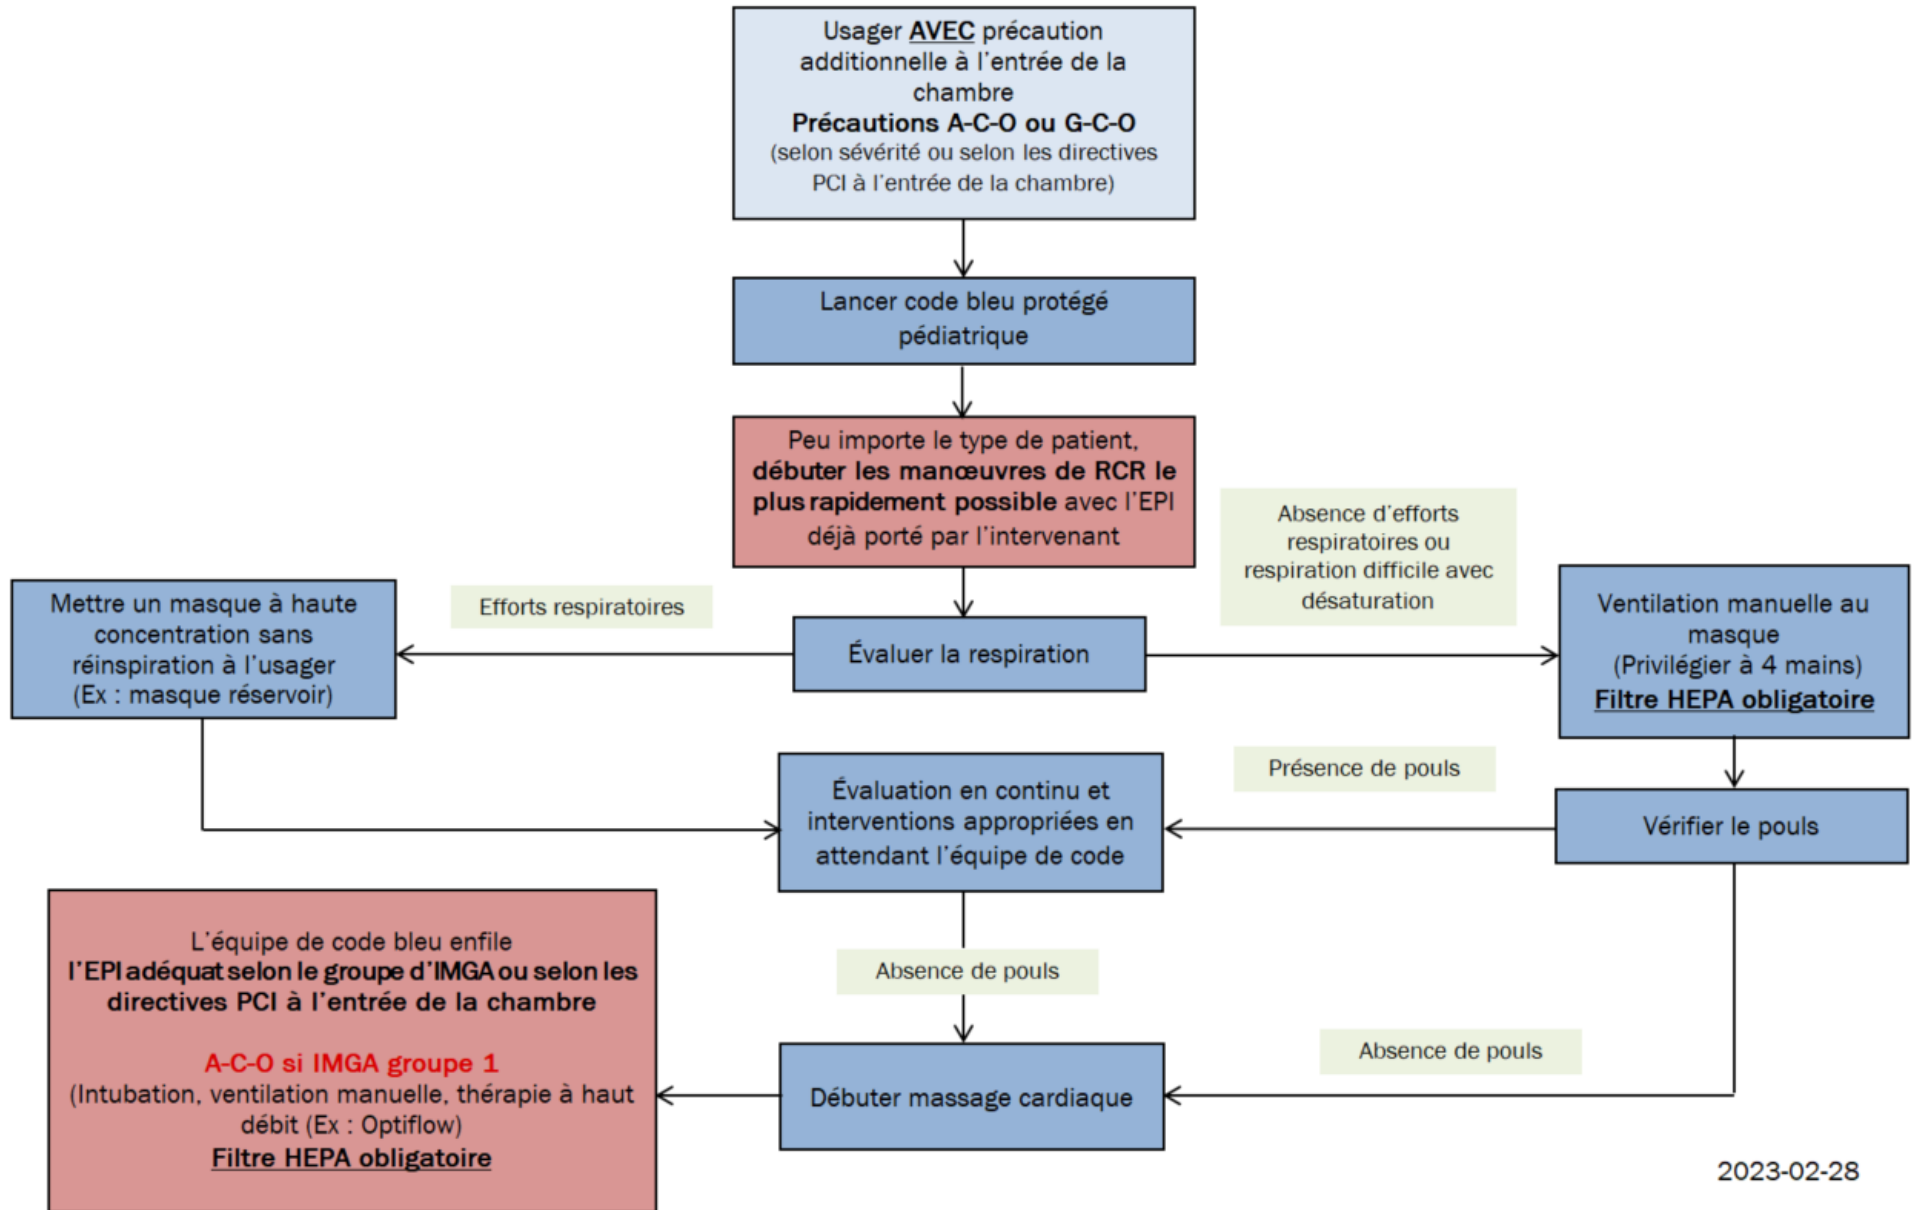 Usager AVEC précaution
additionnelle à l'entrée de la
chambre
Précautions A-C-O ou G-C-O
(selon sévérité ou selon les directives
PCI à l'entrée de la chambre)
Lancer code bleu protégé
pédiatrique
Peu importe le type de patient,
débuter les manœuvres de RCR le
plus rapidement possible avec l'EPI
déjà porté par l'intervenant
Absence d'efforts
respiratoires ou
respiration difficile avec
désaturation
Efforts respiratoires
Mettre un masque à haute
concentration sans
réinspiration à l'usager
(Ex : masque réservoir)
Évaluer la respiration
Ventilation manuelle au
masque
(Privilégier à 4 mains)
Filtre HEPA obligatoire
Présence de pouls
Évaluation en continu et
interventions appropriées en
attendant l'équipe de code
Vérifier le pouls
Absence de pouls
Absence de pouls
Débuter massage cardiaque
L'équipe de code bleu enfile
l'EPI adéquat selon le groupe d'IMGA ou selon les
directives PCI à l'entrée de la chambre
A-C-O si IMGA groupe 1
(Intubation, ventilation manuelle, thérapie à haut
débit (Ex : Optiflow)
Filtre HEPA obligatoire
2023-02-28